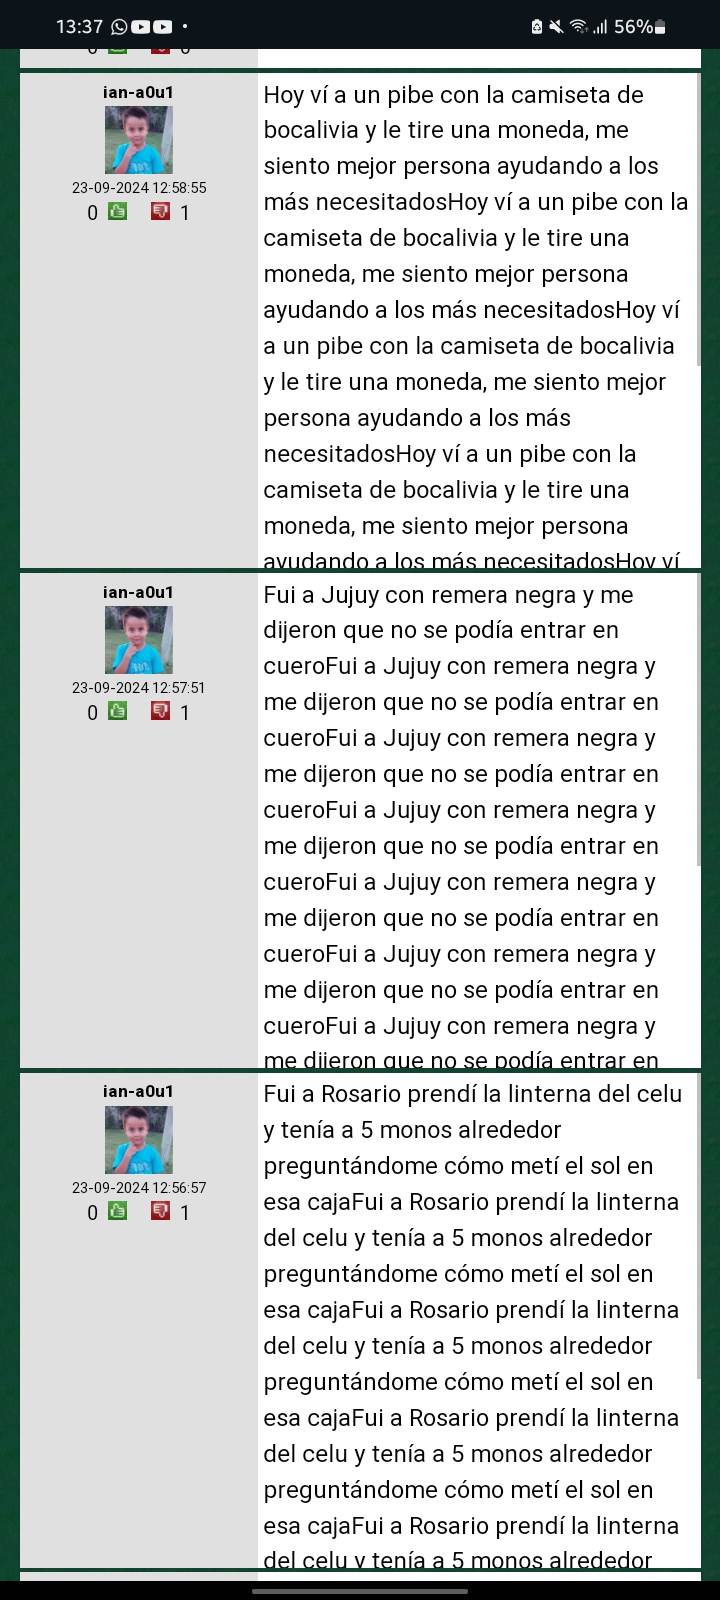 13:37
56%
0 0
ian-a0u1
23-09-2024 12:58:55
0 1
Hoy ví a un pibe con la camiseta de
bocalivia y le tire una moneda, me
siento mejor persona ayudando a los
más necesitadosHoy ví a un pibe con la
camiseta de bocalivia y le tire una
moneda, me siento mejor persona
ayudando a los más necesitadosHoy ví
a un pibe con la camiseta de bocalivia
y le tire una moneda, me siento mejor
persona ayudando a los más
necesitadosHoy ví a un pibe con la
camiseta de bocalivia y le tire una
moneda, me siento mejor persona
ayudando a los más necesitadosHoy ví
ian-a0u1
23-09-2024 12:57:51
0 1
Fui a Jujuy con remera negra y me
dijeron que no se podía entrar en
cueroFui a Jujuy con remera negra y
me dijeron que no se podía entrar en
cueroFui a Jujuy con remera negra y
me dijeron que no se podía entrar en
cueroFui a Jujuy con remera negra y
me dijeron que no se podía entrar en
cueroFui a Jujuy con remera negra y
me dijeron que no se podía entrar en
cueroFui a Jujuy con remera negra y
me dijeron que no se podía entrar en
cueroFui a Jujuy con remera negra y
me dijeron que no se podía entrar en
ian-a0u1
23-09-2024 12:56:57
0 1
Fui a Rosario prendí la linterna del celu
y tenía a 5 monos alrededor
preguntándome cómo metí el sol en
esa cajaFui a Rosario prendí la linterna
del celu y tenía a 5 monos alrededor
preguntándome cómo metí el sol en
esa cajaFui a Rosario prendí la linterna
del celu y tenía a 5 monos alrededor
preguntándome cómo metí el sol en
esa cajaFui a Rosario prendí la linterna
del celu y tenía a 5 monos alrededor
preguntándome cómo metí el sol en
esa cajaFui a Rosario prendí la linterna
del celu y tenía a 5 monos alrededor